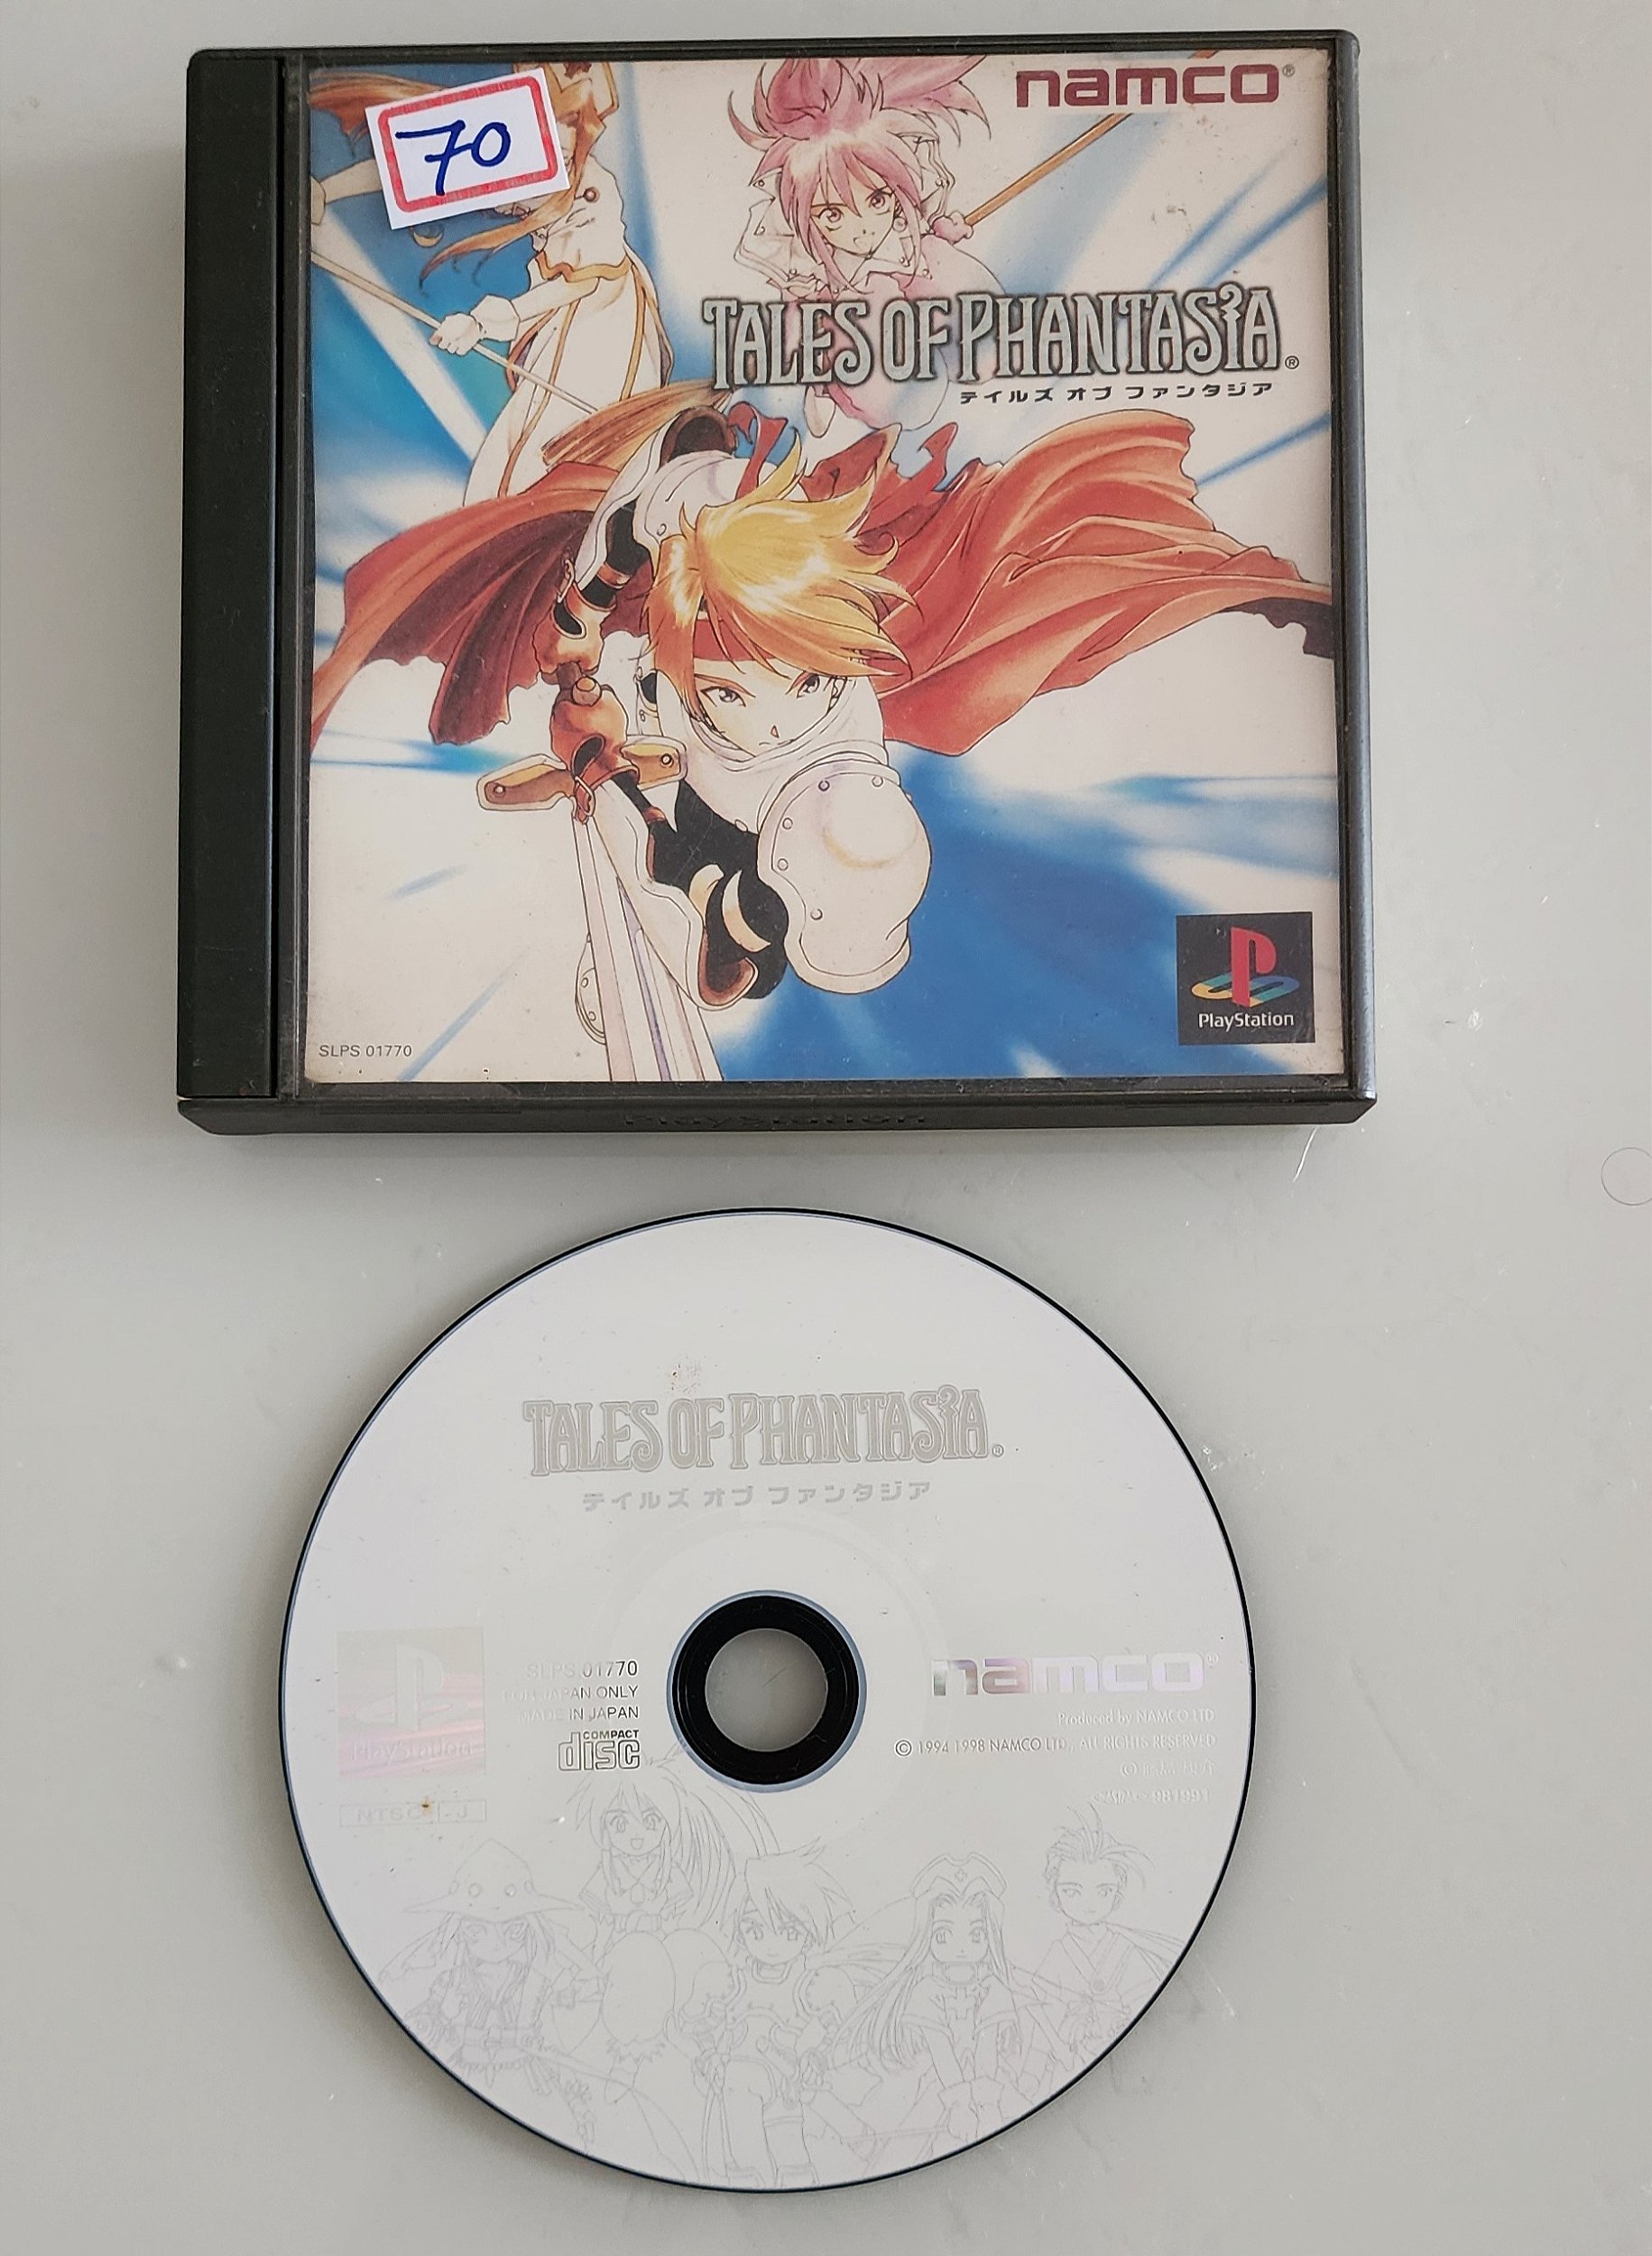 70
namco®
TALES OF PHANTASIA®
テイルズ オブ ファンタジア
PlayStation
SLPS 01770
PlayStation
TALES OF PHANTASIA®
テイルズ オブ ファンタジア
SLPS 01770
FOR JAPAN ONLY
MADE IN JAPAN
COMPACT
disc
PlayStation
NTSC J
namco®
Produced by NAMCO LTD
© 1994 1998 NAMCO LTD., ALL RIGHTS RESERVED